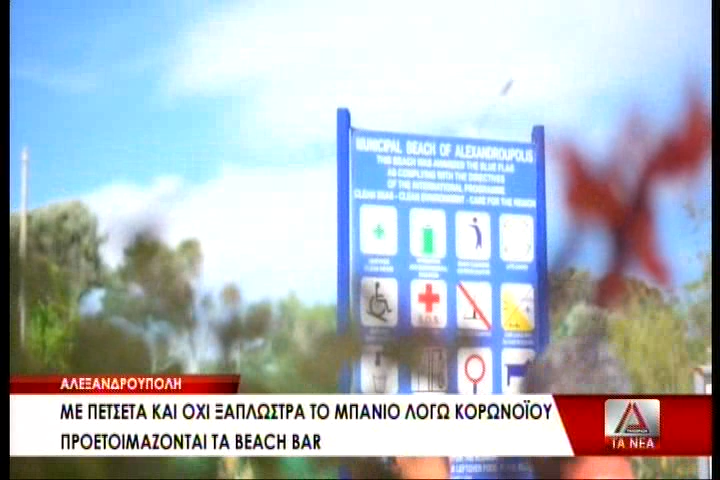 MUNICIPAL BEACH OF ALEXANDROUPOLIS
THIS BEACH WAS AWARDED THE BLUE FLAG
AS COMPLYING WITH THE DIRECTIVES
OF THE INTERNATIONAL PROGRAMME
CLEAN SEAS - CLEAN ENVIRONMENT - CARE FOR THE
S.O.S
ΑΛΕΞΑΝΔΡΟΥΠΟΛΗ
ΜΕ ΠΕΤΣΕΤΑ ΚΑΙ ΟΧΙ ΞΑΠΛΩΣΤΡΑ ΤΟ ΜΠΑΝΙΟ ΛΟΓΩ ΚΟΡΩΝΟΪΟΥ
ΠΡΟΕΤΟΙΜΑΖΟΝΤΑΙ ΤΑ BEACH BAR
ΤΑ ΝΕΑ